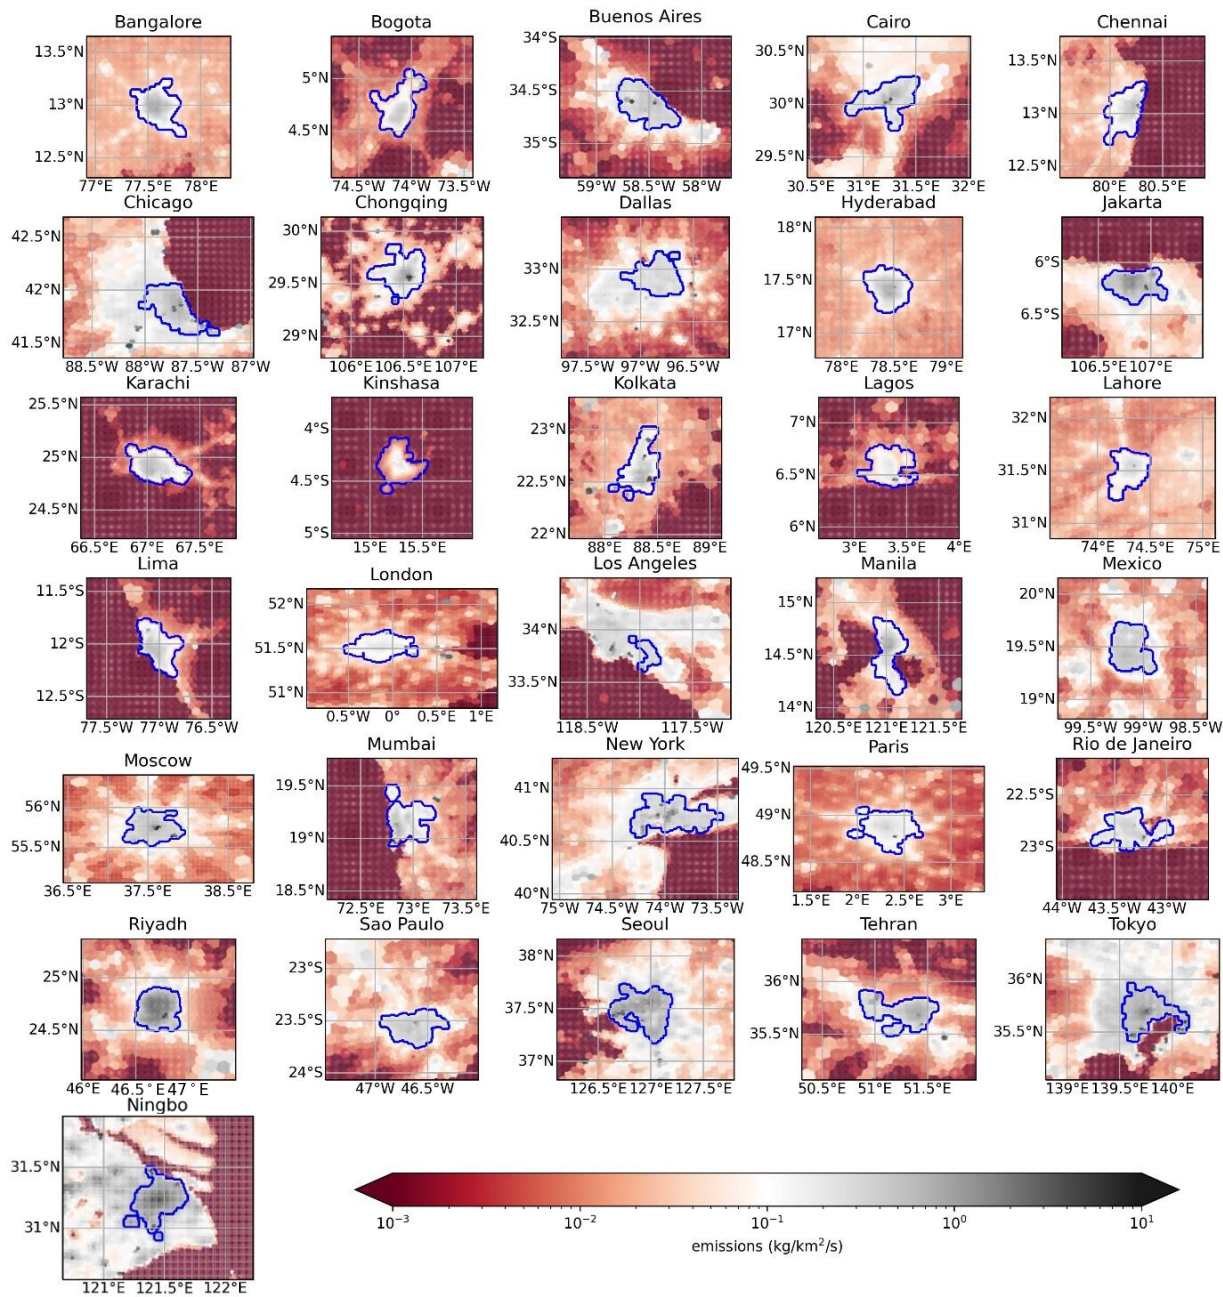 Bangalore
13.5°N
13°N
12.5°N
77°E 77.5°E 78°E
Bogota
5°N
4.5°N
74.5°W 74°W 73.5°W
Buenos Aires
34°S
34.5°S
35°S
59°W 58.5°W 58°W
Cairo
30.5°N
30°N
29.5°N
30.5°E 31°E 31.5°E 32°E
Chennai
13.5°N
13°N
12.5°N
80°E 80.5°E
Chicago
42.5°N
42°N
41.5°N
88.5°W 88°W 87.5°W 87°W
Chongqing
30°N
29.5°N
29°N
106°E 106.5°E 107°E
Dallas
33°N
32.5°N
97.5°W 97°W 96.5°W
Hyderabad
18°N
17.5°N
17°N
78°E 78.5°E 79°E
Jakarta
6°S
6.5°S
106.5°E 107°E
Karachi
25.5°N
25°N
24.5°N
66.5°E 67°E 67.5°E
Kinshasa
4°S
4.5°S
5°S
15°E 15.5°E
Kolkata
23°N
22.5°N
22°N
88°E 88.5°E 89°E
Lagos
7°N
6.5°N
6°N
3°E 3.5°E 4°E
Lahore
32°N
31.5°N
31°N
74°E 74.5°E 75°E
Lima
11.5°S
12°S
12.5°S
77.5°W 77°W 76.5°W
London
52°N
51.5°N
51°N
0.5°W 0° 0.5°E 1°E
Los Angeles
34°N
33.5°N
118.5°W 117.5°W
Manila
15°N
14.5°N
14°N
120.5°E 121°E 121.5°E
Mexico
20°N
19.5°N
19°N
99.5°W 99°W 98.5°W
Moscow
56°N
55.5°N
36.5°E 37.5°E 38.5°E
Mumbai
19.5°N
19°N
18.5°N
72.5°E 73°E 73.5°E
New York
41°N
40.5°N
40°N
75°W 74.5°W 74°W 73.5°W
Paris
49.5°N
49°N
48.5°N
1.5°E 2°E 2.5°E 3°E
Rio de Janeiro
22.5°S
23°S
44°W 43.5°W 43°W
Riyadh
25°N
24.5°N
46°E 46.5°E 47°E
Sao Paulo
23°S
23.5°S
24°S
47°W 46.5°W
Seoul
38°N
37.5°N
37°N
126.5°E 127°E 127.5°E
Tehran
36°N
35.5°N
50.5°E 51°E 51.5°E
Tokyo
36°N
35.5°N
139°E 139.5°E 140°E
Ningbo
31.5°N
31°N
121°E 121.5°E 122°E
10⁻³ 10⁻² 10⁻¹ 10⁰ 10¹
emissions (kg/km²/s)